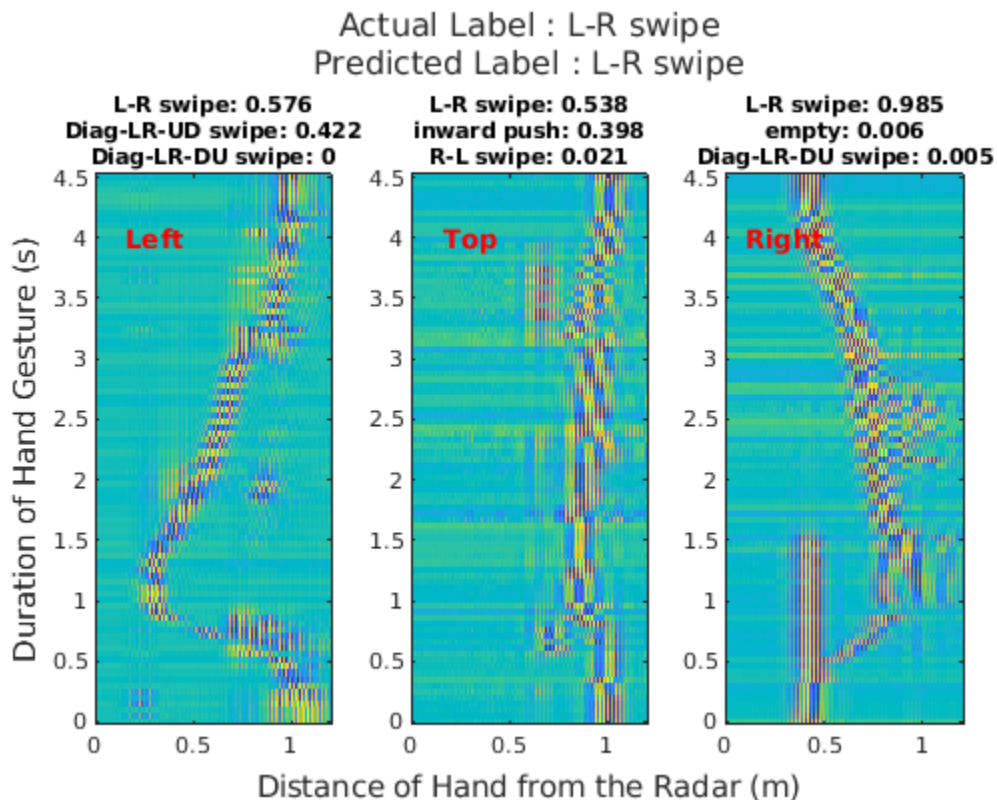 Actual Label : L-R swipe
Predicted Label : L-R swipe
L-R swipe: 0.576
Diag-LR-UD swipe: 0.422
Diag-LR-DU swipe: 0
L-R swipe: 0.538
inward push: 0.398
R-L swipe: 0.021
L-R swipe: 0.985
empty: 0.006
Diag-LR-DU swipe: 0.005
Duration of Hand Gesture (s)
4.5
4
3.5
3
2.5
2
1.5
1
0.5
0
Left
0
0.5
1
4.5
4
3.5
3
2.5
2
1.5
1
0.5
0
Top
0
0.5
1
4.5
4
3.5
3
2.5
2
1.5
1
0.5
0
Right
0
0.5
1
Distance of Hand from the Radar (m)